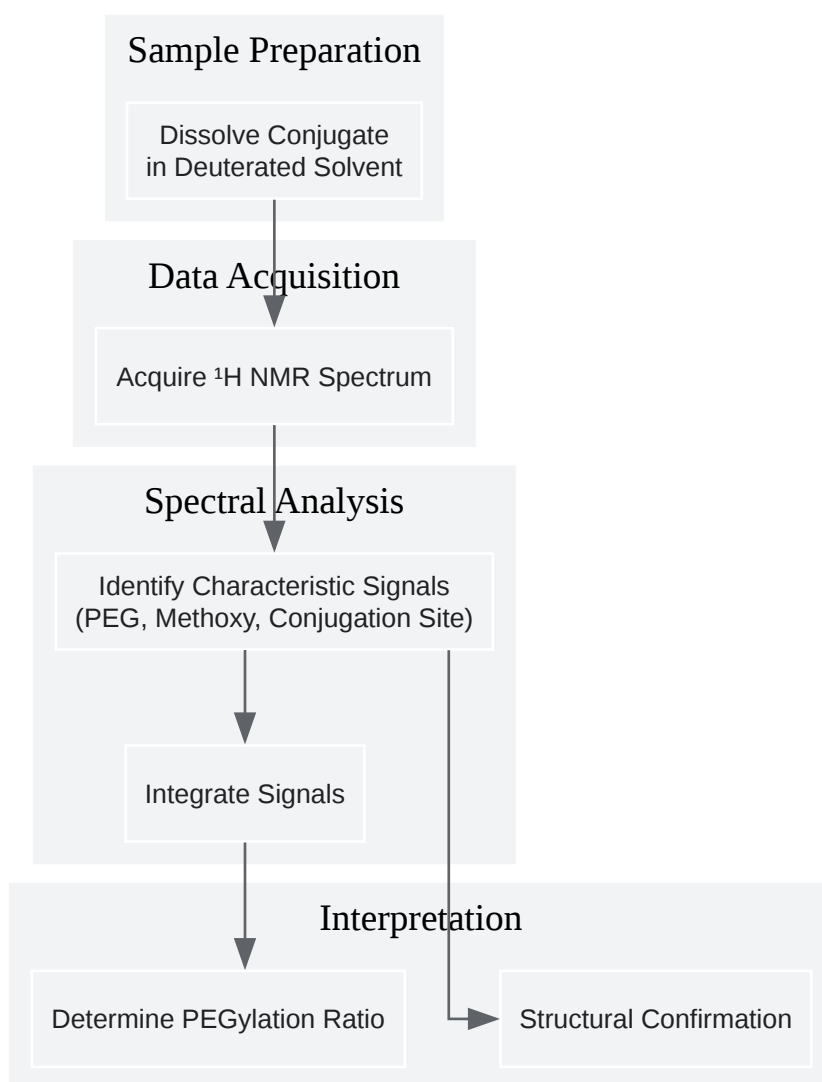 Sample Preparation
Dissolve Conjugate
in Deuterated Solvent
Data Acquisition
Acquire ¹H NMR Spectrum
Spectral Analysis
Identify Characteristic Signals
(PEG, Methoxy, Conjugation Site)
Integrate Signals
Interpretation
Determine PEGylation Ratio
Structural Confirmation